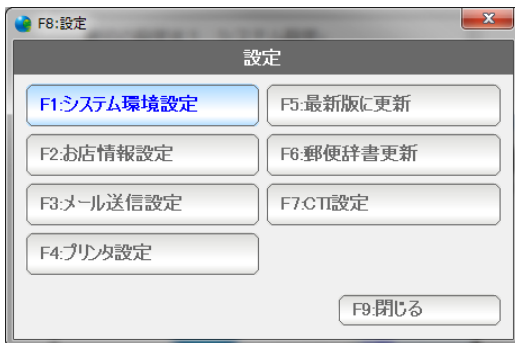 F8:設定
設定
F1:システム環境設定
F5:最新版に更新
F2:お店情報設定
F6:郵便辞書更新
F3:メール送信設定
F7:CTI設定
F4:プリンタ設定
F9:閉じる